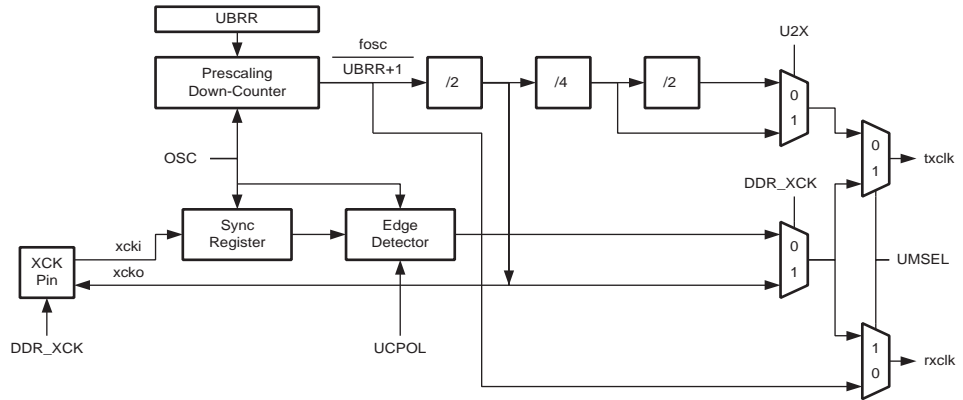 UBRR
fosc
UBRR+1
U2X
Prescaling
Down-Counter
/2
/4
/2
0
1
OSC
0
1
txclk
DDR_XCK
Sync
Register
Edge
Detector
xcki
0
1
XCK
Pin
xcko
UMSEL
DDR_XCK
UCPOL
1
0
rxclk